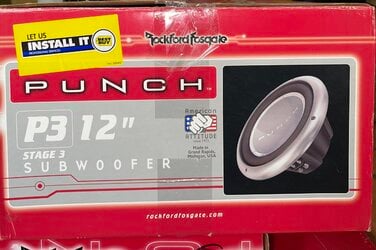 LET US
INSTALL IT
BEST BUY
Rockford Fosgate
PUNCH
P3 12"
STAGE 3
SUBWOOFER
American
ATTITUDE
Made in
Grand Rapids,
Michigan, USA
rockfordfosgate.com